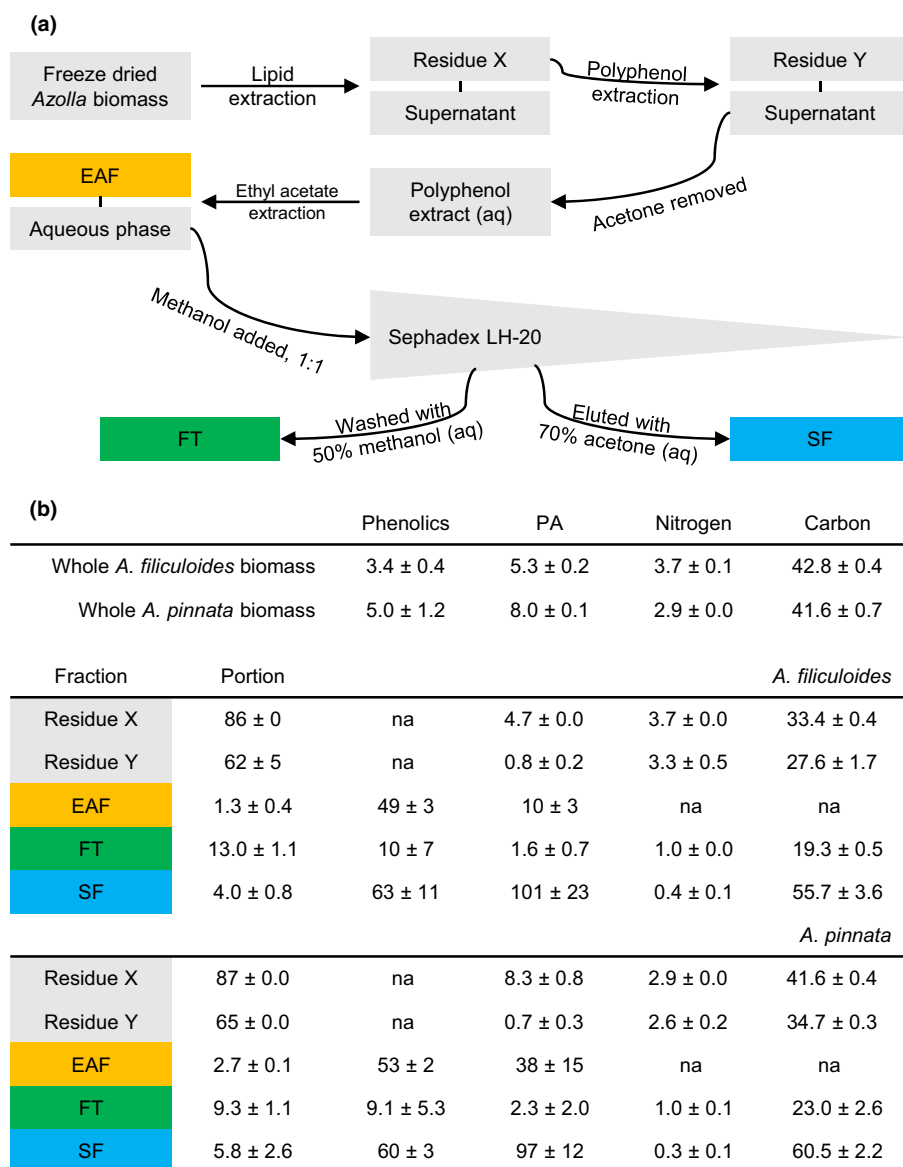 (a)
Freeze dried
Azolla biomass
Lipid
extraction
Residue X
Supernatant
Polyphenol
extraction
Residue Y
Supernatant
Acetone removed
Polyphenol
extract (aq)
Ethyl acetate
extraction
EAF
Aqueous phase
Methanol added, 1:1
Sephadex LH-20
Washed with
50% methanol (aq)
FT
Eluted with
70% acetone (aq)
SF
(b)
Phenolics PA Nitrogen Carbon
Whole A. filiculoides biomass 3.4 ± 0.4 5.3 ± 0.2 3.7 ± 0.1 42.8 ± 0.4
Whole A. pinnata biomass 5.0 ± 1.2 8.0 ± 0.1 2.9 ± 0.0 41.6 ± 0.7
Fraction Portion A. filiculoides
Residue X 86 ± 0 na 4.7 ± 0.0 3.7 ± 0.0 33.4 ± 0.4
Residue Y 62 ± 5 na 0.8 ± 0.2 3.3 ± 0.5 27.6 ± 1.7
EAF 1.3 ± 0.4 49 ± 3 10 ± 3 na na
FT 13.0 ± 1.1 10 ± 7 1.6 ± 0.7 1.0 ± 0.0 19.3 ± 0.5
SF 4.0 ± 0.8 63 ± 11 101 ± 23 0.4 ± 0.1 55.7 ± 3.6
A. pinnata
Residue X 87 ± 0.0 na 8.3 ± 0.8 2.9 ± 0.0 41.6 ± 0.4
Residue Y 65 ± 0.0 na 0.7 ± 0.3 2.6 ± 0.2 34.7 ± 0.3
EAF 2.7 ± 0.1 53 ± 2 38 ± 15 na na
FT 9.3 ± 1.1 9.1 ± 5.3 2.3 ± 2.0 1.0 ± 0.1 23.0 ± 2.6
SF 5.8 ± 2.6 60 ± 3 97 ± 12 0.3 ± 0.1 60.5 ± 2.2